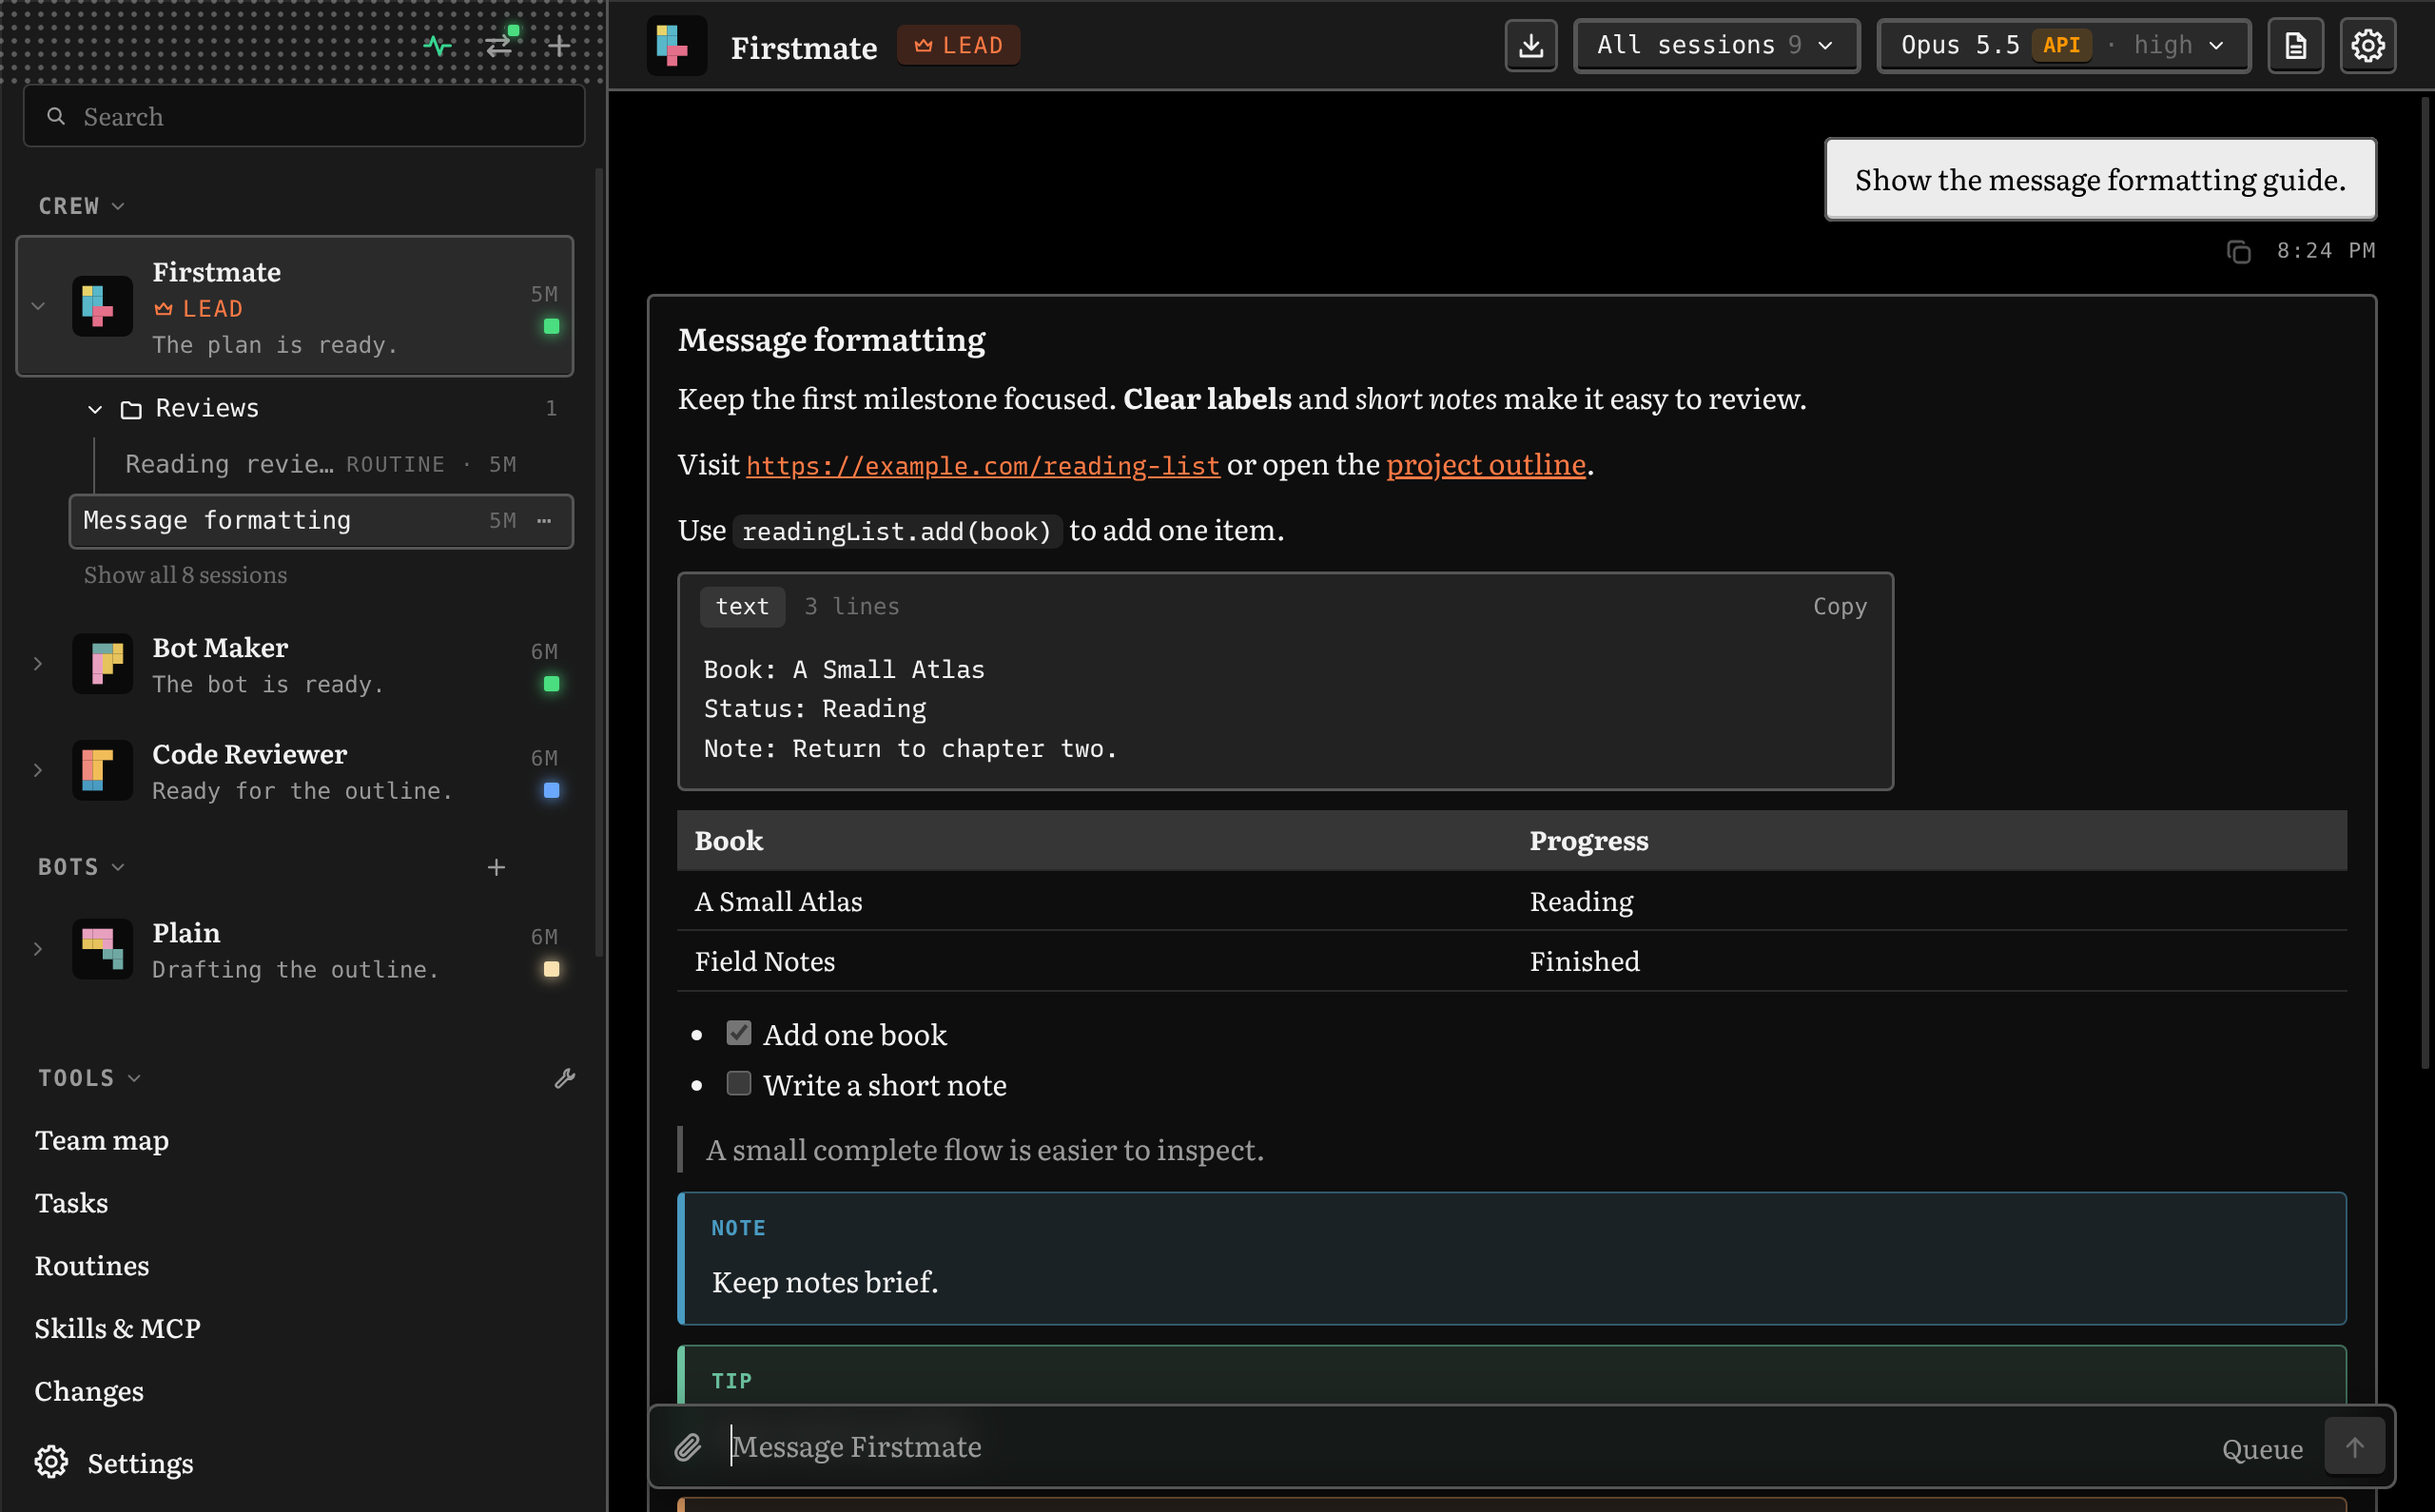 Search
CREW
Firstmate
LEAD
5M
The plan is ready.
Reviews 1
Reading revie… ROUTINE · 5M
Message formatting 5M
Show all 8 sessions
Bot Maker 6M
The bot is ready.
Code Reviewer 6M
Ready for the outline.
BOTS
Plain 6M
Drafting the outline.
TOOLS
Team map
Tasks
Routines
Skills & MCP
Changes
Settings
Firstmate LEAD All sessions 9 Opus 5.5 API · high
Show the message formatting guide.
8:24 PM
Message formatting
Keep the first milestone focused. Clear labels and short notes make it easy to review.
Visit https://example.com/reading-list or open the project outline.
Use readingList.add(book) to add one item.
text 3 lines Copy
Book: A Small Atlas
Status: Reading
Note: Return to chapter two.
Book Progress
A Small Atlas Reading
Field Notes Finished
Add one book
Write a short note
A small complete flow is easier to inspect.
NOTE
Keep notes brief.
TIP
Message Firstmate Queue